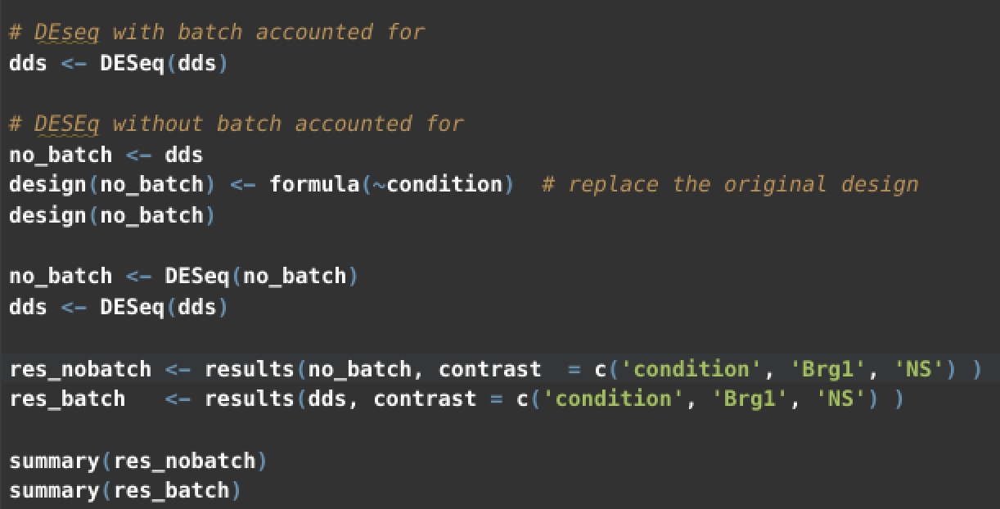 # DEseq with batch accounted for
dds <- DESeq(dds)
# DESEq without batch accounted for
no_batch <- dds
design(no_batch) <- formula(~condition)  # replace the original design
design(no_batch)
no_batch <- DESeq(no_batch)
dds <- DESeq(dds)
res_nobatch <- results(no_batch, contrast  = c('condition', 'Brg1', 'NS') )
res_batch   <- results(dds, contrast = c('condition', 'Brg1', 'NS') )
summary(res_nobatch)
summary(res_batch)